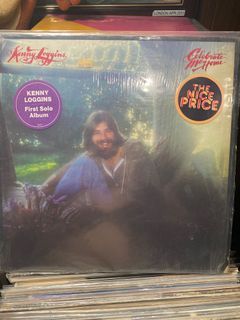 Kenny Loggins
Celebrate
Me Home
KENNY
LOGGINS
First Solo
Album
THE
NICE
PRICE